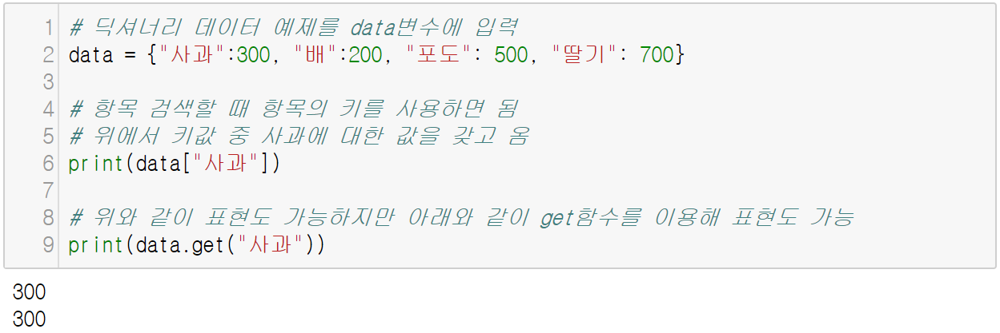 1 # 딕셔너리 데이터 예제를 data변수에 입력
2 data = {"사과":300, "배":200, "포도": 500, "딸기": 700}
3
4 # 항목 검색할 때 항목의 키를 사용하면 됨
5 # 위에서 키값 중 사과에 대한 값을 갖고 옴
6 print(data["사과"])
7
8 # 위와 같이 표현도 가능하지만 아래와 같이 get함수를 이용해 표현도 가능
9 print(data.get("사과"))
300
300